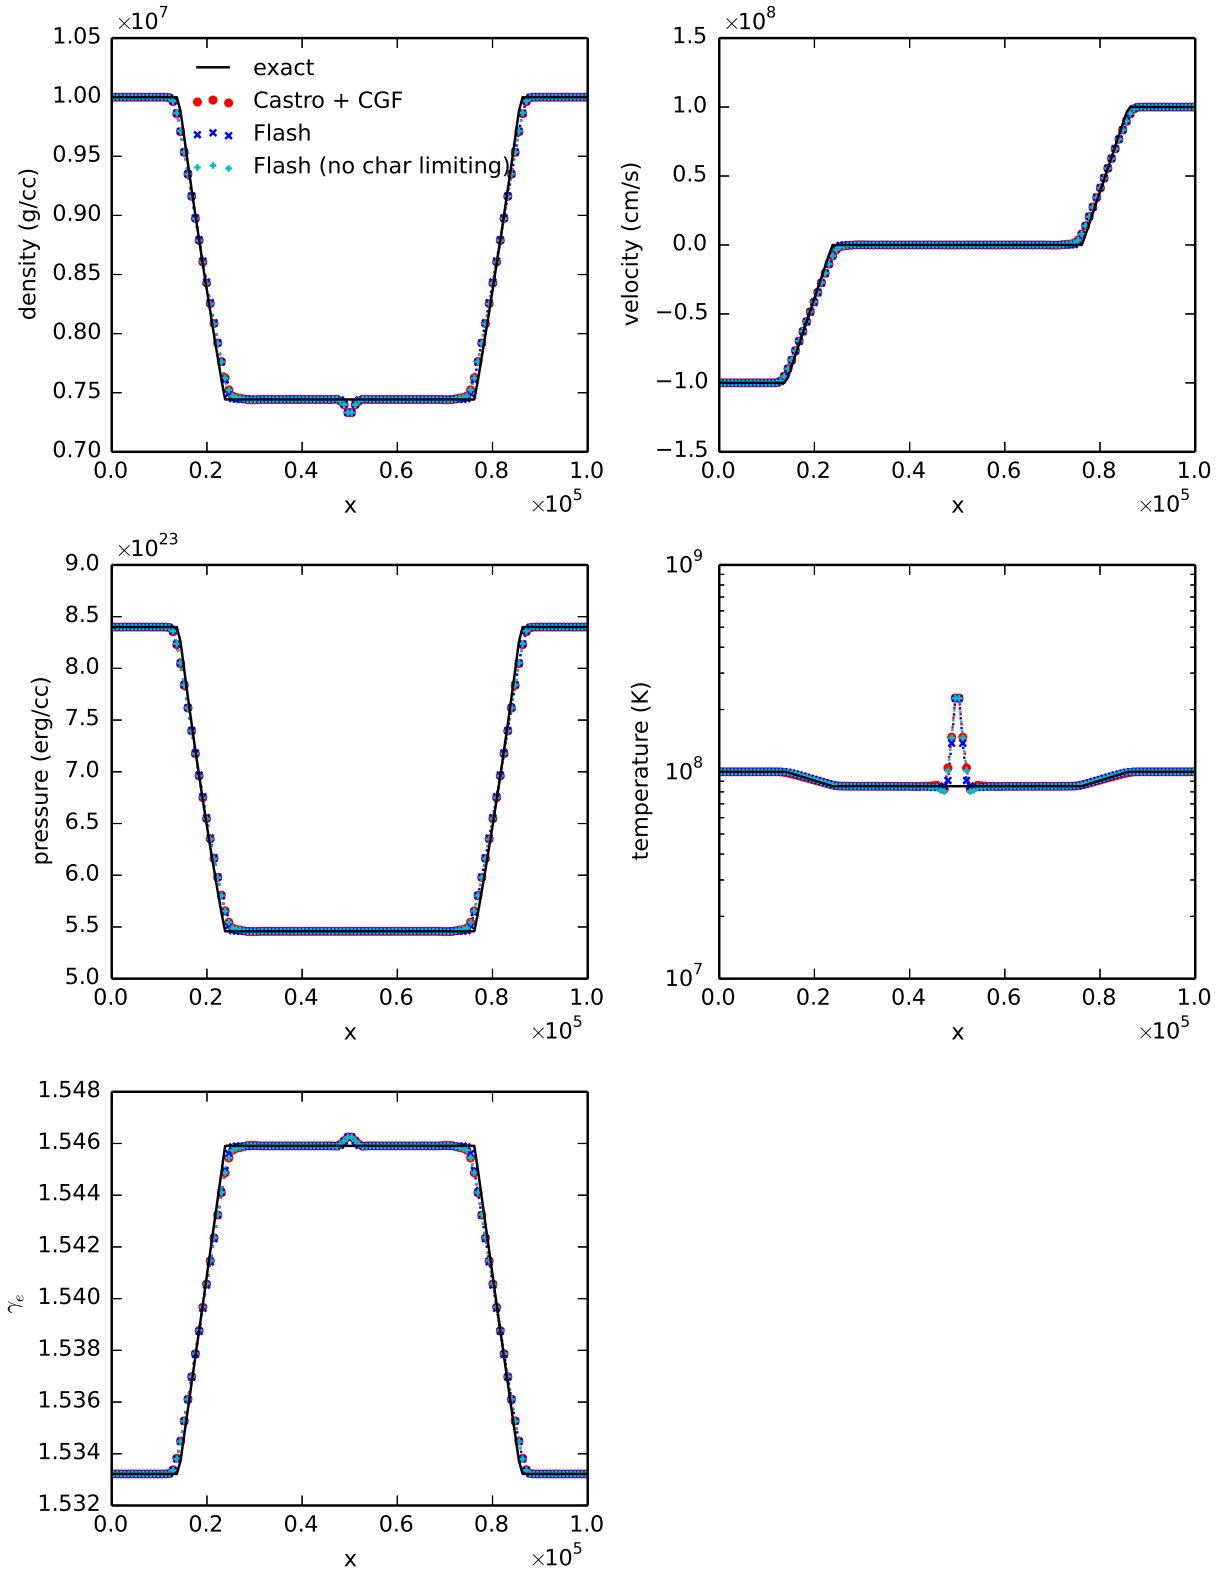 ×10⁷
1.05
1.00
0.95
0.90
0.85
0.80
0.75
0.70
density (g/cc)
exact
Castro + CGF
Flash
Flash (no char limiting)
0.0 0.2 0.4 0.6 0.8 1.0
x
×10⁵
×10⁸
1.5
1.0
0.5
0.0
−0.5
−1.0
−1.5
velocity (cm/s)
0.0 0.2 0.4 0.6 0.8 1.0
x
×10⁵
×10²³
9.0
8.5
8.0
7.5
7.0
6.5
6.0
5.5
5.0
pressure (erg/cc)
0.0 0.2 0.4 0.6 0.8 1.0
x
×10⁵
10⁹
10⁸
10⁷
temperature (K)
0.0 0.2 0.4 0.6 0.8 1.0
x
×10⁵
1.548
1.546
1.544
1.542
1.540
1.538
1.536
1.534
1.532
γₑ
0.0 0.2 0.4 0.6 0.8 1.0
x
×10⁵